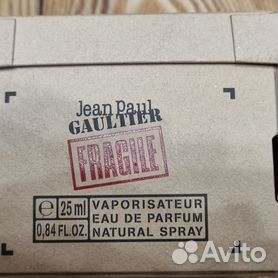 Jean Paul
GAULTIER
FRAGILE
℮ 25 ml
0,84 FL.OZ.
VAPORISATEUR
EAU DE PARFUM
NATURAL SPRAY
Avito